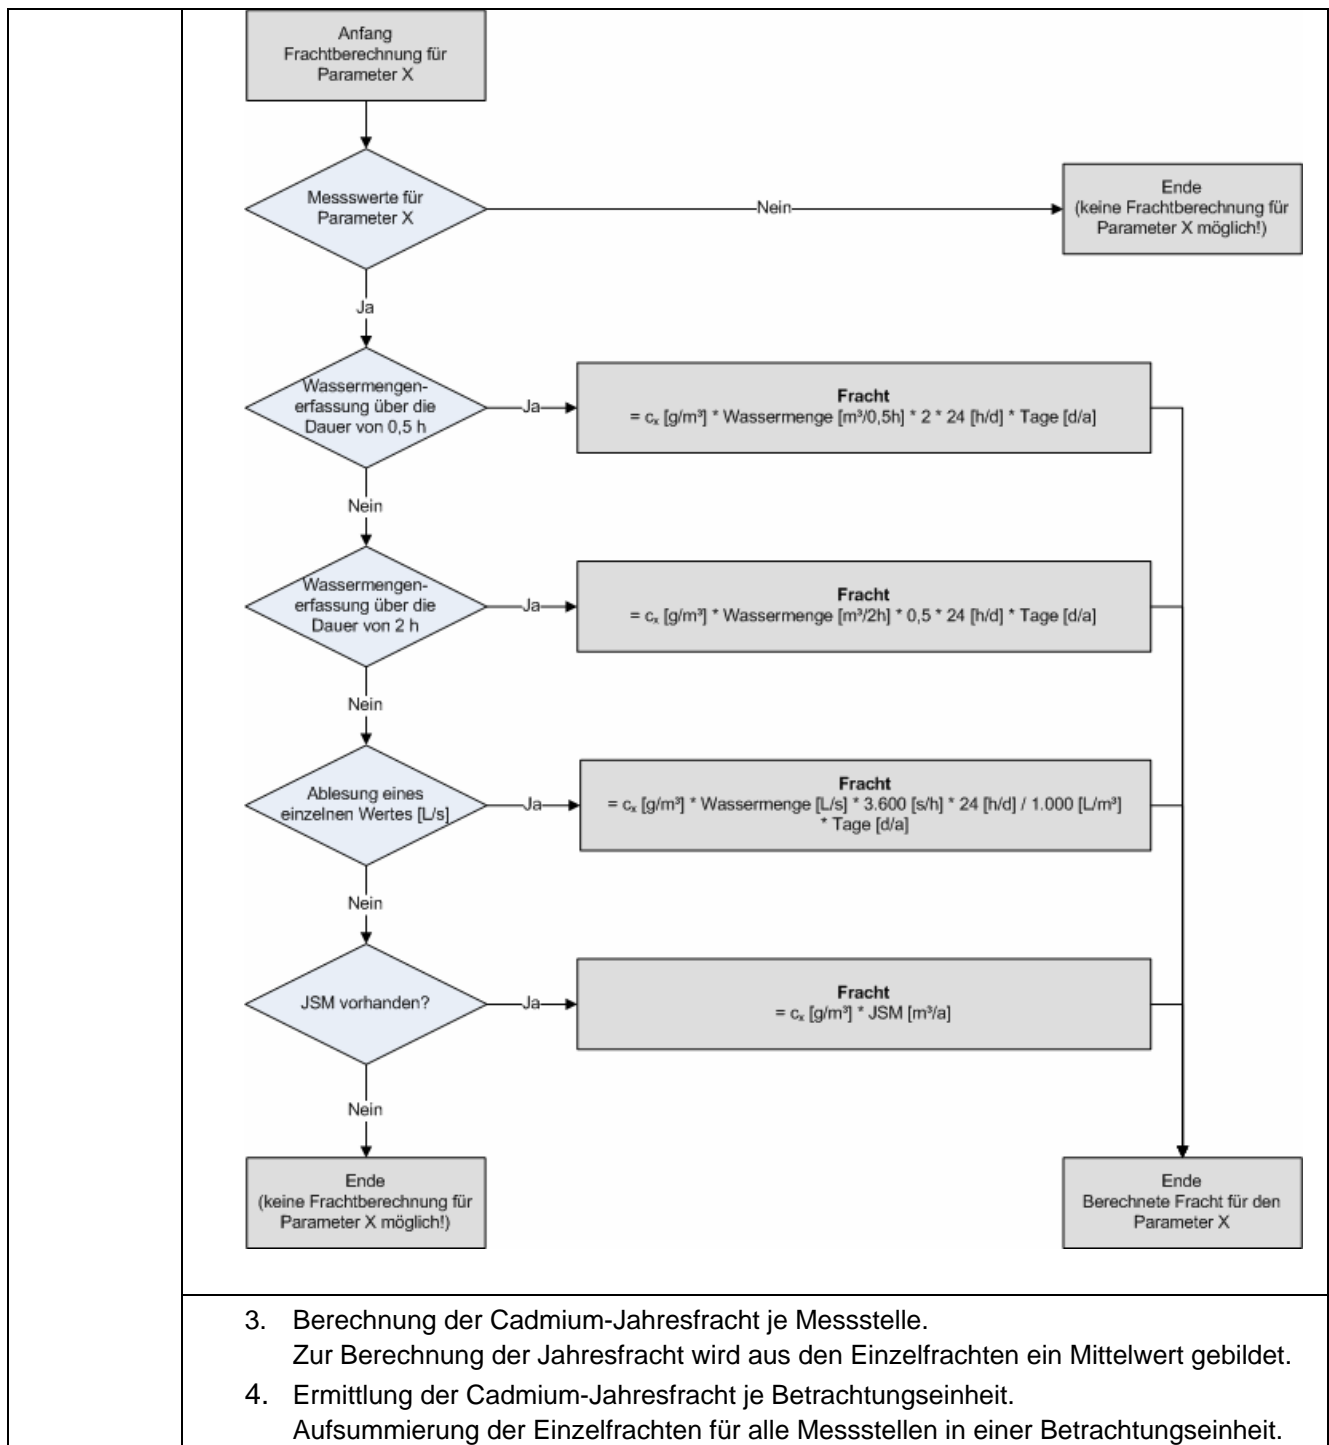 Anfang
Frachtberechnung für
Parameter X
Messswerte für
Parameter X
Nein
Ende
(keine Frachtberechnung für
Parameter X möglich!)
Ja
Wassermengen-
erfassung über die
Dauer von 0,5 h
Ja
Fracht
= cₓ [g/m³] * Wassermenge [m³/0,5h] * 2 * 24 [h/d] * Tage [d/a]
Nein
Wassermengen-
erfassung über die
Dauer von 2 h
Ja
Fracht
= cₓ [g/m³] * Wassermenge [m³/2h] * 0,5 * 24 [h/d] * Tage [d/a]
Nein
Ablesung eines
einzelnen Wertes [L/s]
Ja
Fracht
= cₓ [g/m³] * Wassermenge [L/s] * 3.600 [s/h] * 24 [h/d] / 1.000 [L/m³]
* Tage [d/a]
Nein
JSM vorhanden?
Ja
Fracht
= cₓ [g/m³] * JSM [m³/a]
Nein
Ende
(keine Frachtberechnung für
Parameter X möglich!)
Ende
Berechnete Fracht für den
Parameter X
3. Berechnung der Cadmium-Jahresfracht je Messstelle.
Zur Berechnung der Jahresfracht wird aus den Einzelfrachten ein Mittelwert gebildet.
4. Ermittlung der Cadmium-Jahresfracht je Betrachtungseinheit.
Aufsummierung der Einzelfrachten für alle Messstellen in einer Betrachtungseinheit.